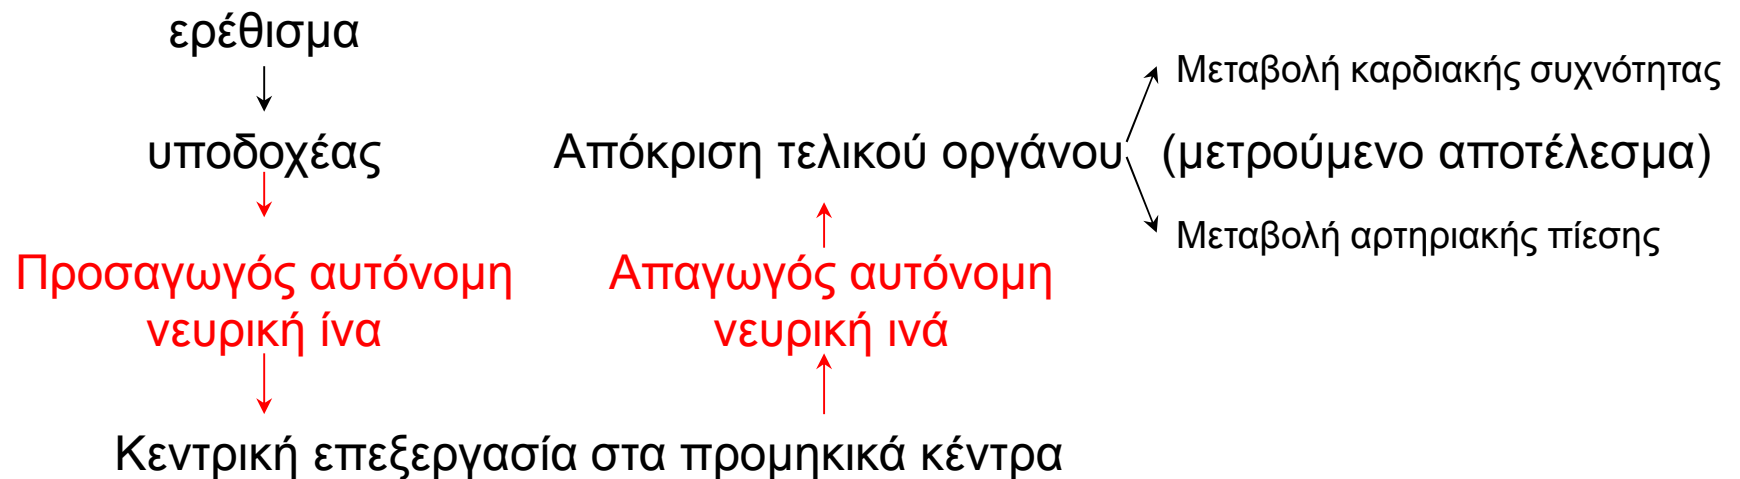 ερέθισμα
Μεταβολή καρδιακής συχνότητας
υποδοχέας
Απόκριση τελικού οργάνου
(μετρούμενο αποτέλεσμα)
Μεταβολή αρτηριακής πίεσης
Προσαγωγός αυτόνομη
νευρική ίνα
Απαγωγός αυτόνομη
νευρική ινά
Κεντρική επεξεργασία στα προμηκικά κέντρα